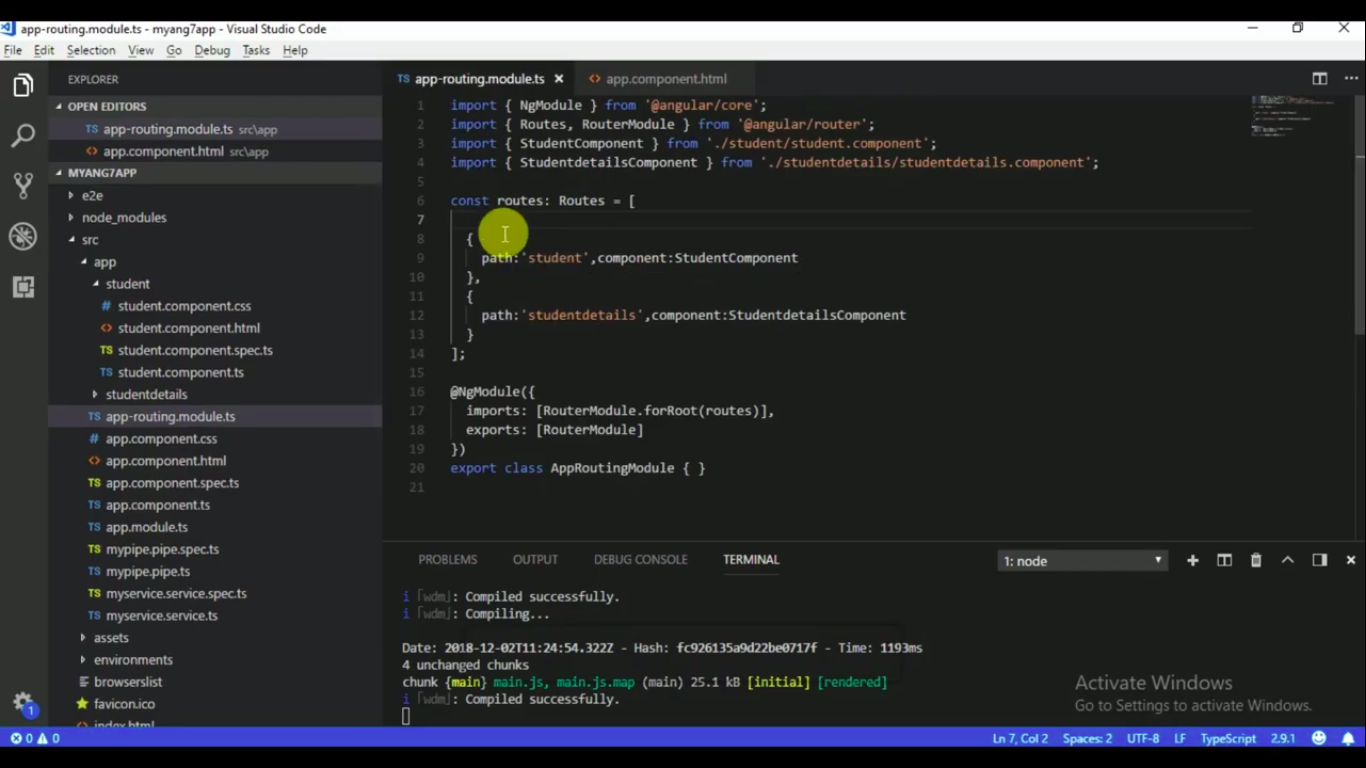 app-routing.module.ts - myang7app - Visual Studio Code
File Edit Selection View Go Debug Tasks Help
EXPLORER
OPEN EDITORS
TS app-routing.module.ts src\app
<> app.component.html src\app
MYANG7APP
e2e
node_modules
src
app
student
# student.component.css
<> student.component.html
TS student.component.spec.ts
TS student.component.ts
studentdetails
TS app-routing.module.ts
# app.component.css
<> app.component.html
TS app.component.spec.ts
TS app.component.ts
TS app.module.ts
TS mypipe.pipe.spec.ts
TS mypipe.pipe.ts
TS myservice.service.spec.ts
TS myservice.service.ts
assets
environments
browserslist
favicon.ico
<> index.html
1
TS app-routing.module.ts × <> app.component.html
1 import { NgModule } from '@angular/core';
2 import { Routes, RouterModule } from '@angular/router';
3 import { StudentComponent } from './student/student.component';
4 import { StudentdetailsComponent } from './studentdetails/studentdetails.component';
5
6 const routes: Routes = [
7
8 {
9 path:'student',component:StudentComponent
10 },
11 {
12 path:'studentdetails',component:StudentdetailsComponent
13 }
14 ];
15
16 @NgModule({
17 imports: [RouterModule.forRoot(routes)],
18 exports: [RouterModule]
19 })
20 export class AppRoutingModule { }
21
PROBLEMS OUTPUT DEBUG CONSOLE TERMINAL 1: node
i ｢wdm｣: Compiled successfully.
i ｢wdm｣: Compiling...
Date: 2018-12-02T11:24:54.322Z - Hash: fc926135a9d22be0717f - Time: 1193ms
4 unchanged chunks
chunk {main} main.js, main.js.map (main) 25.1 kB [initial] [rendered]
i ｢wdm｣: Compiled successfully.
Activate Windows
Go to Settings to activate Windows.
0 0 Ln 7, Col 2 Spaces: 2 UTF-8 LF TypeScript 2.9.1